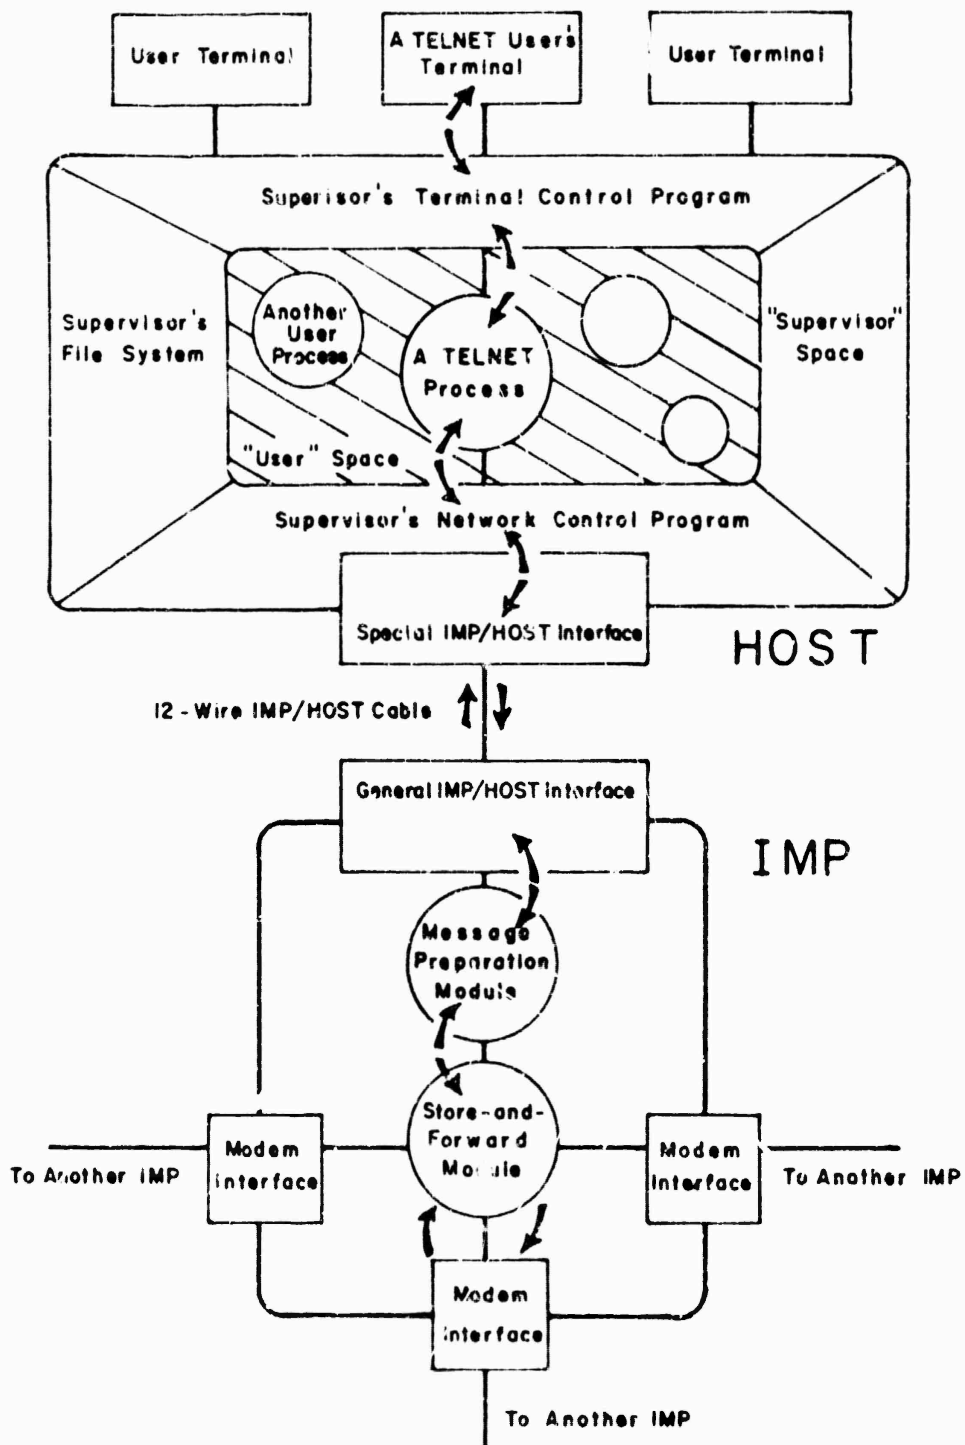 User Terminal
A TELNET User's
Terminal
User Terminal
Superisor's Terminal Control Program
Supervisor's
File System
Another
User
Process
A TELNET
Process
"Supervisor"
Space
"User" Space
Supervisor's Network Control Program
Special IMP/HOST Interface
HOST
12-Wire IMP/HOST Cable
General IMP/HOST Interface
IMP
Message
Preparation
Module
Store-and-
Forward
Module
Modem
Interface
Modem
Interface
To Another IMP
To Another IMP
Modem
Interface
To Another IMP